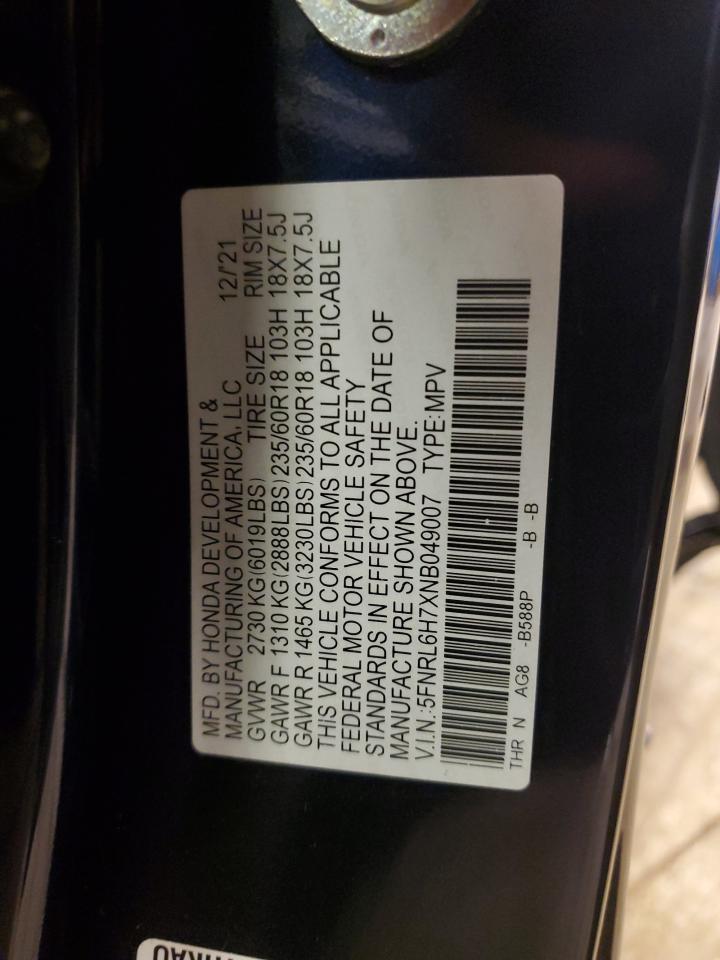 MFD. BY HONDA DEVELOPMENT &
MANUFACTURING OF AMERICA, LLC 12/'21
GVWR 2730 KG(6019LBS) TIRE SIZE RIM SIZE
GAWR F 1310 KG(2888LBS) 235/60R18 103H 18X7.5J
GAWR R 1465 KG(3230LBS) 235/60R18 103H 18X7.5J
THIS VEHICLE CONFORMS TO ALL APPLICABLE
FEDERAL MOTOR VEHICLE SAFETY
STANDARDS IN EFFECT ON THE DATE OF
MANUFACTURE SHOWN ABOVE.
V.I.N.:5FNRL6H7XNB049007 TYPE:MPV
THR N AG8 -B588P -B -B